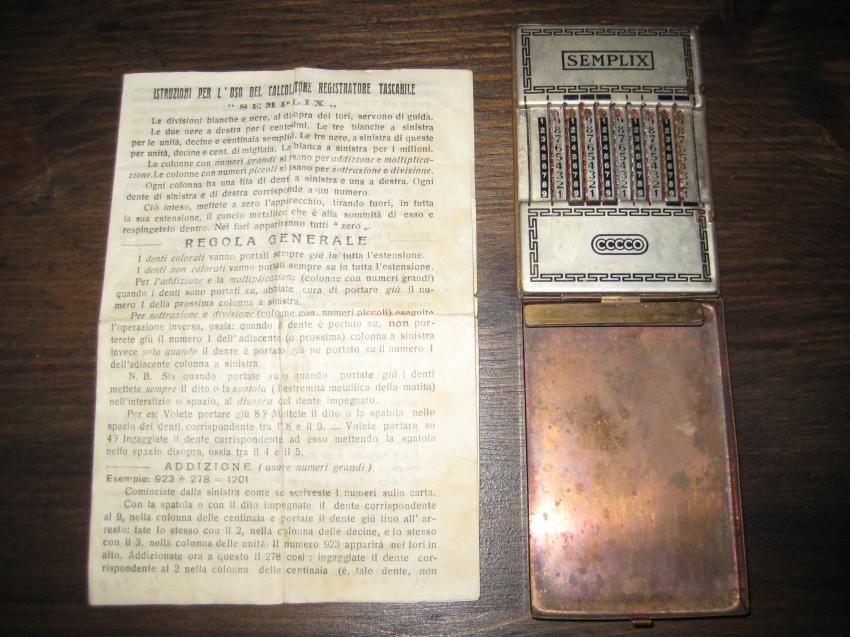 ISTRUZIONI PER L'USO DEL CALCOLATORE REGISTRATORE TASCABILE
"SEMPLIX"
Le divisioni bianche e nere, al disopra dei fori, servono di guida.
Le due nere a destra per i centesimi. Le tre bianche a sinistra
per le unità, decine e centinaia semplici. Le tre nere, a sinistra di queste
per unità, decine e cent. di migliaia. La bianca a sinistra per i milioni.
Le colonne con numeri grandi si usano per addizione e moltiplica-
zione. Le colonne con numeri piccoli si usano per sottrazione e divisione.
Ogni colonna ha una fila di denti a sinistra e una a destra. Ogni
dente di sinistra e di destra corrisponde a un numero.
Ciò inteso, mettete a zero l'apparecchio, tirando fuori, in tutta
la sua estensione, il gancio metallico che è alla sommità di esso e
respingetelo dentro. Nei fori appariranno tutti " zero „.
REGOLA GENERALE
I denti colorati vanno portati sempre giù in tutta l'estensione.
I denti non colorati vanno portati sempre su in tutta l'estensione.
Per l'addizione e la moltiplicazione (colonne con numeri grandi)
quando i denti sono portati su, abbiate cura di portare giù il nu-
mero 1 della prossima colonna a sinistra.
Per sottrazione e divisione (colonne con numeri piccoli) eseguite
l'operazione inversa, ossia: quando il dente è portato su, non por-
terete giù il numero 1 dell'adiacente (o prossima) colonna a sinistra
invece solo quando il dente è portato giù va portato su il numero 1
dell'adiacente colonna a sinistra.
N. B. Sia quando portate su o quando portate giù i denti
mettete sempre il dito o la spatola (l'estremità metallica della matita)
nell'interstizio o spazio, al disopra del dente impegnato.
Per es: Volete portare giù 8? Mettete il dito o la spatola nello
spazio dei denti corrispondente tra l'8 e il 9. — Volete portare su
4? Ingaggiate il dente corrispondente ad esso mettendo la spatola
nello spazio disopra, ossia tra il 4 e il 5.
ADDIZIONE (usare numeri grandi)
Esempio: 923 + 278 = 1201
Cominciate dalla sinistra come se scriveste i numeri sulla carta.
Con la spatola o con il dito impegnate il dente corrispondente
al 9, nella colonna delle centinaia e portate il dente giù fino all'ar-
resto: fate lo stesso con il 2, nella colonna delle decine, e lo stesso
con il 3, nella colonna delle unità. Il numero 923 apparirà nei fori in
alto. Addizionate ora a questo il 278 così: ingaggiate il dente cor-
rispondente al 2 nella colonna delle centinaia (è, tale dente, non
SEMPLIX
CCCCO